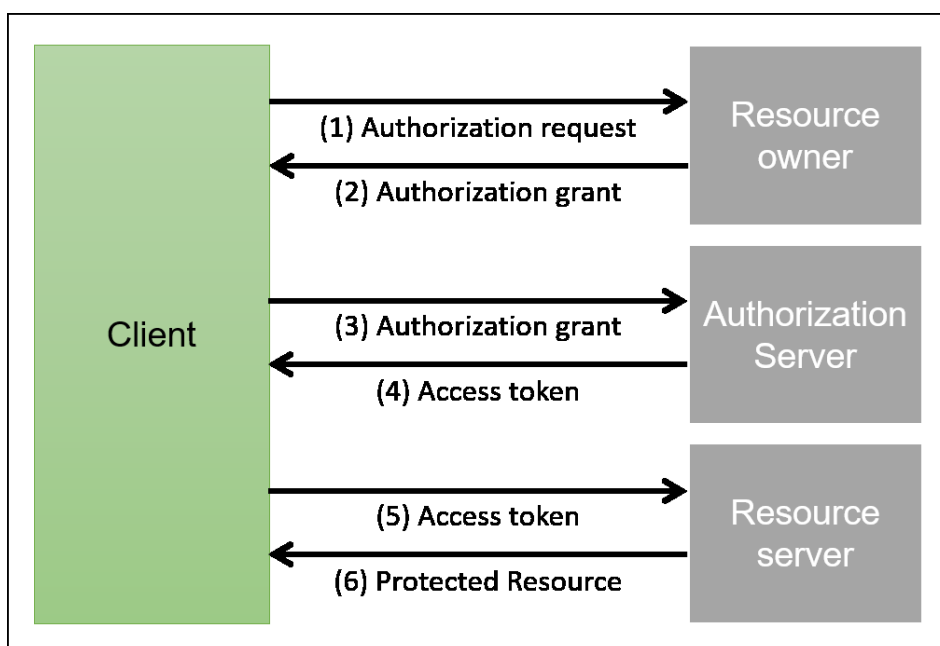 (1) Authorization request
Resource
owner
(2) Authorization grant
Client
(3) Authorization grant
Authorization
Server
(4) Access token
(5) Access token
Resource
server
(6) Protected Resource